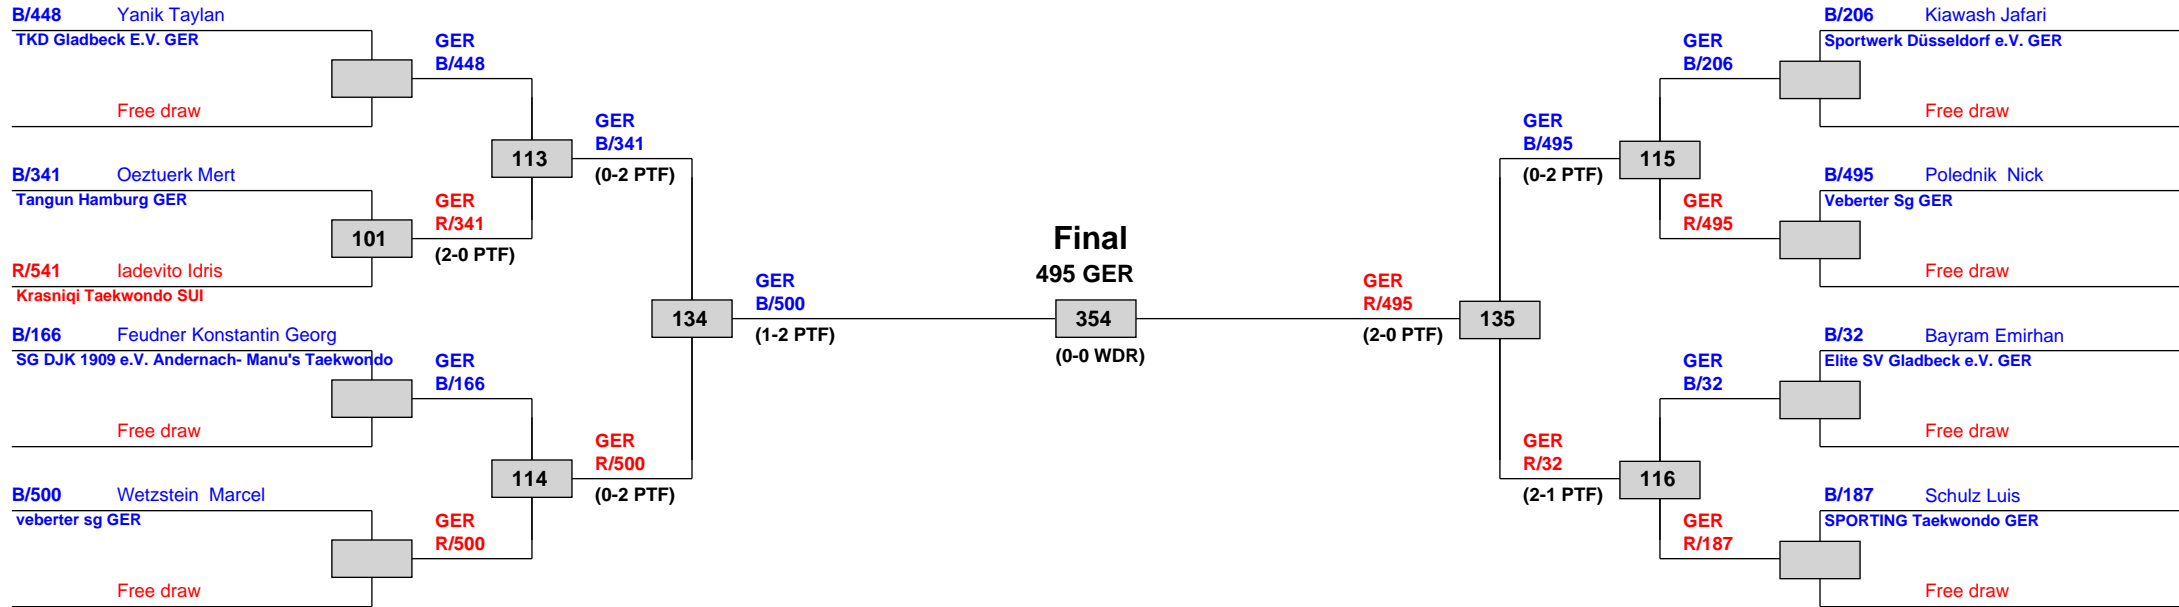 B/448 Yanik Taylan
TKD Gladbeck E.V. GER
Free draw
B/341 Oeztuerk Mert
Tangun Hamburg GER
R/541 Iadevito Idris
Krasniqi Taekwondo SUI
B/166 Feudner Konstantin Georg
SG DJK 1909 e.V. Andernach- Manu's Taekwondo
Free draw
B/500 Wetzstein Marcel
veberter sg GER
Free draw
101
GER
B/448
GER
R/341
(2-0 PTF)
GER
B/166
GER
R/500
113
114
GER
B/341
(0-2 PTF)
GER
R/500
(0-2 PTF)
134
GER
B/500
(1-2 PTF)
Final
495 GER
354
(0-0 WDR)
GER
R/495
(2-0 PTF)
135
GER
B/495
(0-2 PTF)
GER
R/32
(2-1 PTF)
115
116
GER
B/206
GER
R/495
GER
B/32
GER
R/187
B/206 Kiawash Jafari
Sportwerk Düsseldorf e.V. GER
Free draw
B/495 Polednik Nick
Veberter Sg GER
Free draw
B/32 Bayram Emirhan
Elite SV Gladbeck e.V. GER
Free draw
B/187 Schulz Luis
SPORTING Taekwondo GER
Free draw